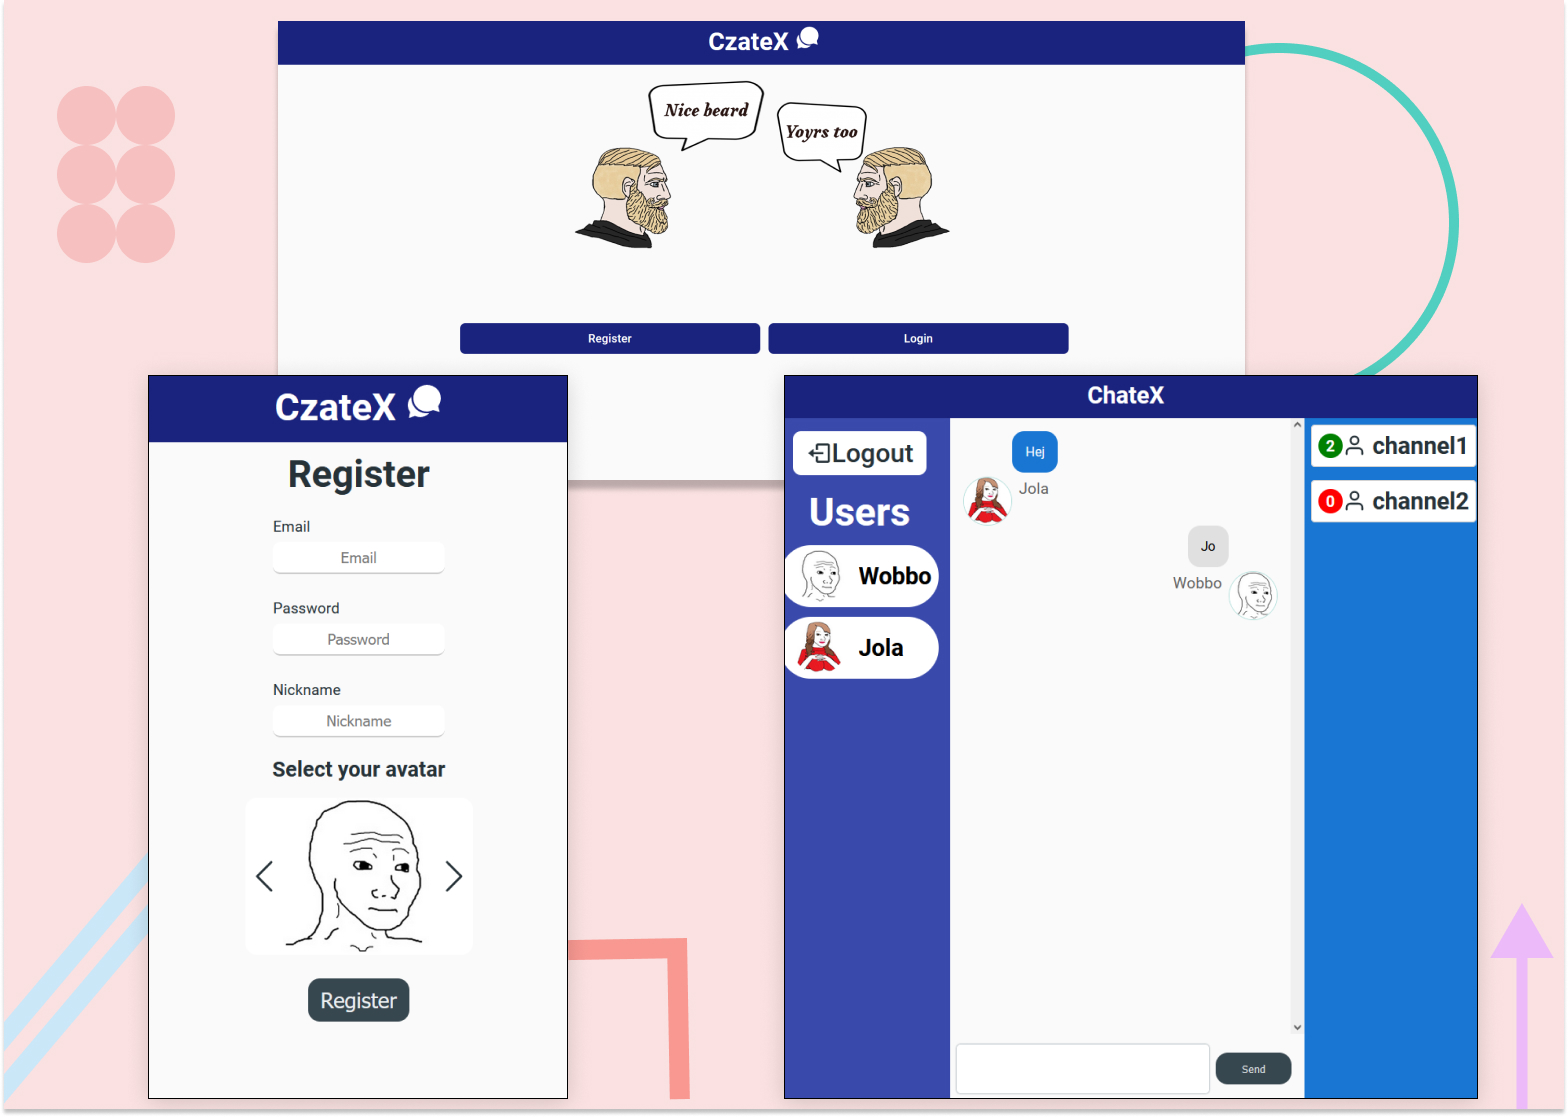 CzateX
Nice beard
Yoyrs too
Register
Login
CzateX
Register
Email
Email
Password
Password
Nickname
Nickname
Select your avatar
Register
ChateX
Logout
Users
Wobbo
Jola
Hej
Jola
Jo
Wobbo
Send
2 channel1
0 channel2